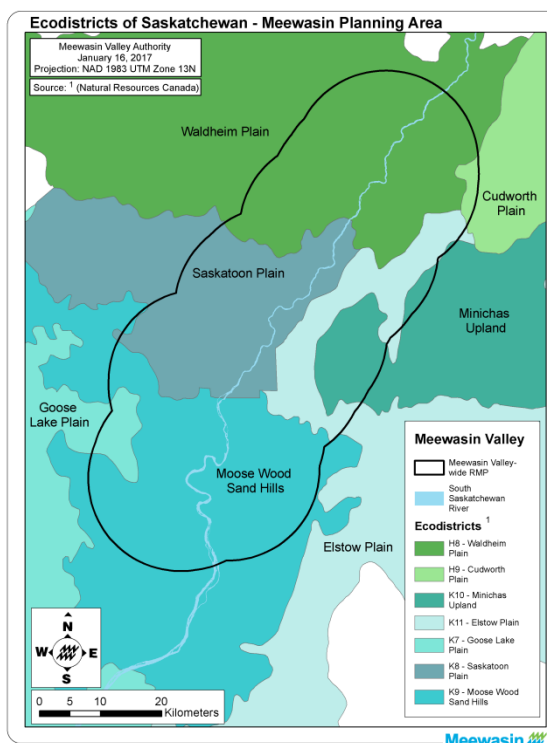 Ecodistricts of Saskatchewan - Meewasin Planning Area
Meewasin Valley Authority
January 16, 2017
Projection: NAD 1983 UTM Zone 13N
Source: ¹ (Natural Resources Canada)
Waldheim Plain
Cudworth
Plain
Saskatoon Plain
Minichas
Upland
Goose
Lake Plain
Moose Wood
Sand Hills
Elstow Plain
Meewasin Valley
Meewasin Valley-
wide RMP
South
Saskatchewan
River
Ecodistricts ¹
H8 - Waldheim
Plain
H9 - Cudworth
Plain
K10 - Minichas
Upland
K11 - Elstow Plain
K7 - Goose Lake
Plain
K8 - Saskatoon
Plain
K9 - Moose Wood
Sand Hills
N
W E
S
0 5 10 20
Kilometers
Meewasin